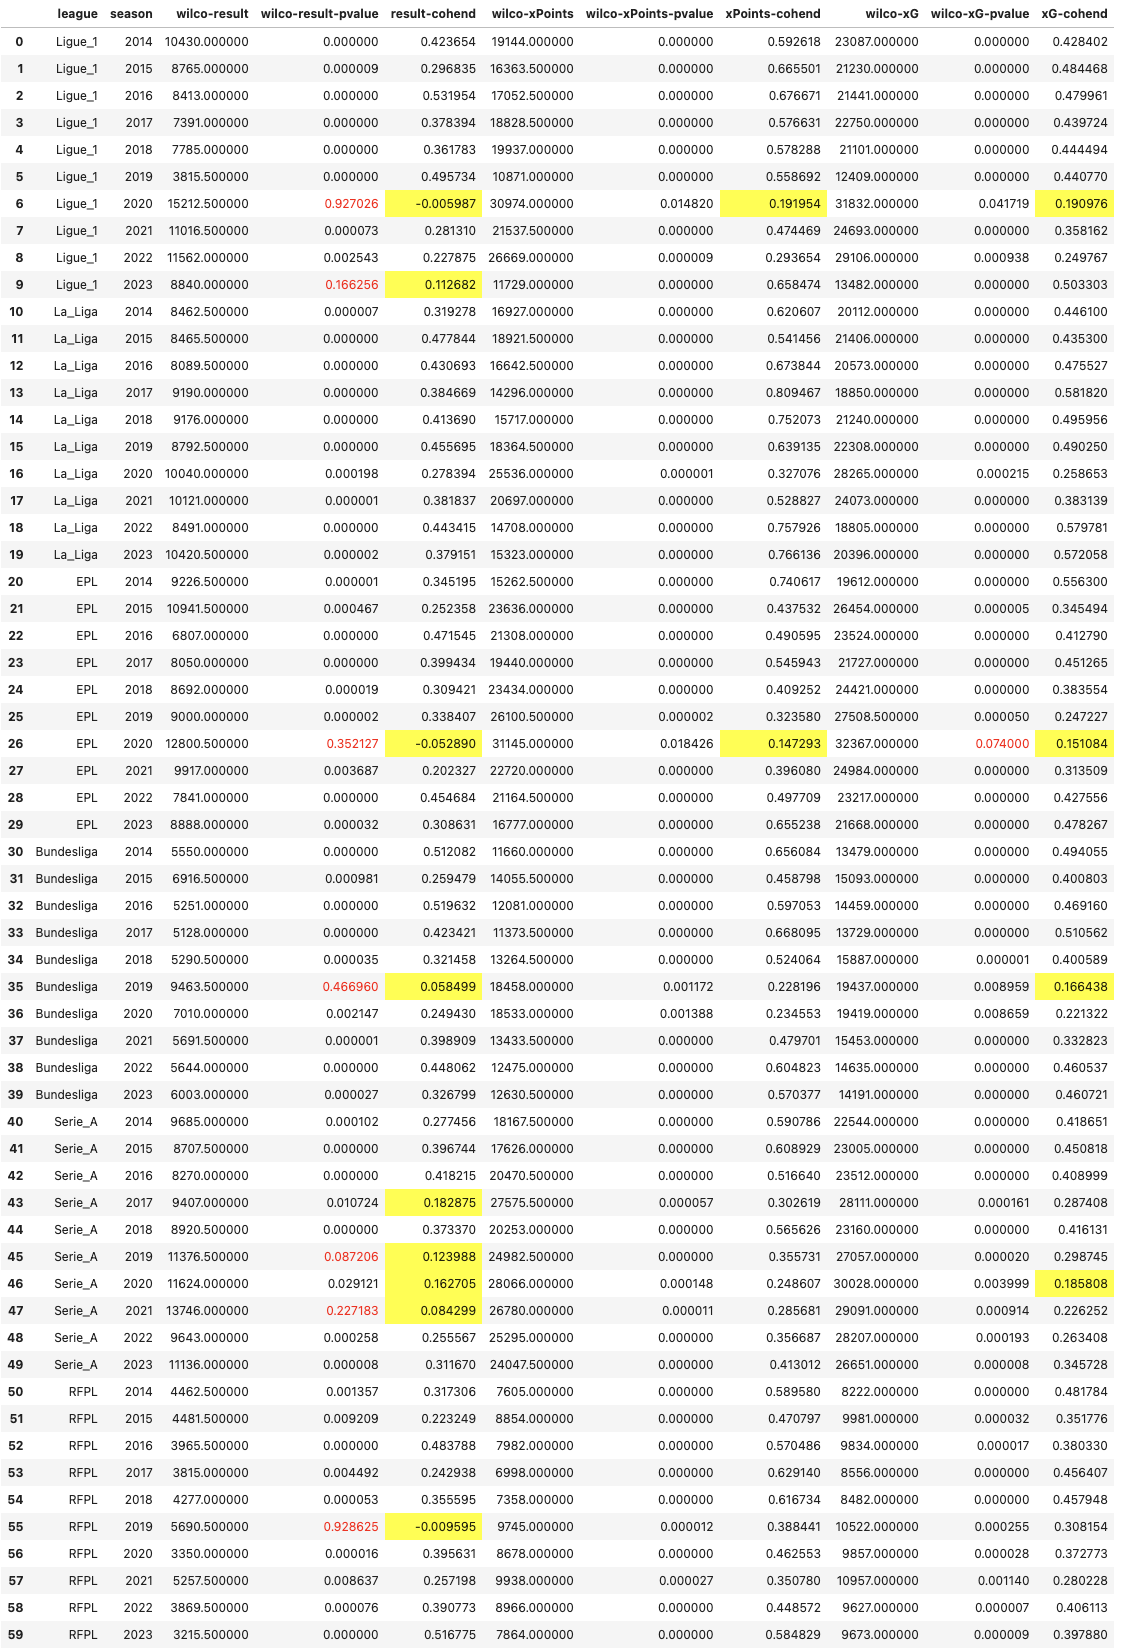 league season wilco-result wilco-result-pvalue result-cohend wilco-xPoints wilco-xPoints-pvalue xPoints-cohend wilco-xG wilco-xG-pvalue xG-cohend
0 Ligue_1 2014 10430.000000 0.000000 0.423654 19144.000000 0.000000 0.592618 23087.000000 0.000000 0.428402
1 Ligue_1 2015 8765.000000 0.000009 0.296835 16363.500000 0.000000 0.665501 21230.000000 0.000000 0.484468
2 Ligue_1 2016 8413.000000 0.000000 0.531954 17052.500000 0.000000 0.676671 21441.000000 0.000000 0.479961
3 Ligue_1 2017 7391.000000 0.000000 0.378394 18828.500000 0.000000 0.576631 22750.000000 0.000000 0.439724
4 Ligue_1 2018 7785.000000 0.000000 0.361783 19937.000000 0.000000 0.578288 21101.000000 0.000000 0.444494
5 Ligue_1 2019 3815.500000 0.000000 0.495734 10871.000000 0.000000 0.558692 12409.000000 0.000000 0.440770
6 Ligue_1 2020 15212.500000 0.927026 -0.005987 30974.000000 0.014820 0.191954 31832.000000 0.041719 0.190976
7 Ligue_1 2021 11016.500000 0.000073 0.281310 21537.500000 0.000000 0.474469 24693.000000 0.000000 0.358162
8 Ligue_1 2022 11562.000000 0.002543 0.227875 26669.000000 0.000009 0.293654 29106.000000 0.000938 0.249767
9 Ligue_1 2023 8840.000000 0.166256 0.112682 11729.000000 0.000000 0.658474 13482.000000 0.000000 0.503303
10 La_Liga 2014 8462.500000 0.000007 0.319278 16927.000000 0.000000 0.620607 20112.000000 0.000000 0.446100
11 La_Liga 2015 8465.500000 0.000000 0.477844 18921.500000 0.000000 0.541456 21406.000000 0.000000 0.435300
12 La_Liga 2016 8089.500000 0.000000 0.430693 16642.500000 0.000000 0.673844 20573.000000 0.000000 0.475527
13 La_Liga 2017 9190.000000 0.000000 0.384669 14296.000000 0.000000 0.809467 18850.000000 0.000000 0.581820
14 La_Liga 2018 9176.000000 0.000000 0.413690 15717.000000 0.000000 0.752073 21240.000000 0.000000 0.495956
15 La_Liga 2019 8792.500000 0.000000 0.455695 18364.500000 0.000000 0.639135 22308.000000 0.000000 0.490250
16 La_Liga 2020 10040.000000 0.000198 0.278394 25536.000000 0.000001 0.327076 28265.000000 0.000215 0.258653
17 La_Liga 2021 10121.000000 0.000001 0.381837 20697.000000 0.000000 0.528827 24073.000000 0.000000 0.383139
18 La_Liga 2022 8491.000000 0.000000 0.443415 14708.000000 0.000000 0.757926 18805.000000 0.000000 0.579781
19 La_Liga 2023 10420.500000 0.000002 0.379151 15323.000000 0.000000 0.766136 20396.000000 0.000000 0.572058
20 EPL 2014 9226.500000 0.000001 0.345195 15262.500000 0.000000 0.740617 19612.000000 0.000000 0.556300
21 EPL 2015 10941.500000 0.000467 0.252358 23636.000000 0.000000 0.437532 26454.000000 0.000005 0.345494
22 EPL 2016 6807.000000 0.000000 0.471545 21308.000000 0.000000 0.490595 23524.000000 0.000000 0.412790
23 EPL 2017 8050.000000 0.000000 0.399434 19440.000000 0.000000 0.545943 21727.000000 0.000000 0.451265
24 EPL 2018 8692.000000 0.000019 0.309421 23434.000000 0.000000 0.409252 24421.000000 0.000000 0.383554
25 EPL 2019 9000.000000 0.000002 0.338407 26100.500000 0.000002 0.323580 27508.500000 0.000050 0.247227
26 EPL 2020 12800.500000 0.352127 -0.052890 31145.000000 0.018426 0.147293 32367.000000 0.074000 0.151084
27 EPL 2021 9917.000000 0.003687 0.202327 22720.000000 0.000000 0.396080 24984.000000 0.000000 0.313509
28 EPL 2022 7841.000000 0.000000 0.454684 21164.500000 0.000000 0.497709 23217.000000 0.000000 0.427556
29 EPL 2023 8888.000000 0.000032 0.308631 16777.000000 0.000000 0.655238 21668.000000 0.000000 0.478267
30 Bundesliga 2014 5550.000000 0.000000 0.512082 11660.000000 0.000000 0.656084 13479.000000 0.000000 0.494055
31 Bundesliga 2015 6916.500000 0.000981 0.259479 14055.500000 0.000000 0.458798 15093.000000 0.000000 0.400803
32 Bundesliga 2016 5251.000000 0.000000 0.519632 12081.000000 0.000000 0.597053 14459.000000 0.000000 0.469160
33 Bundesliga 2017 5128.000000 0.000000 0.423421 11373.500000 0.000000 0.668095 13729.000000 0.000000 0.510562
34 Bundesliga 2018 5290.500000 0.000035 0.321458 13264.500000 0.000000 0.524064 15887.000000 0.000001 0.400589
35 Bundesliga 2019 9463.500000 0.466960 0.058499 18458.000000 0.001172 0.228196 19437.000000 0.008959 0.166438
36 Bundesliga 2020 7010.000000 0.002147 0.249430 18533.000000 0.001388 0.234553 19419.000000 0.008659 0.221322
37 Bundesliga 2021 5691.500000 0.000001 0.398909 13433.500000 0.000000 0.479701 15453.000000 0.000000 0.332823
38 Bundesliga 2022 5644.000000 0.000000 0.448062 12475.000000 0.000000 0.604823 14635.000000 0.000000 0.460537
39 Bundesliga 2023 6003.000000 0.000027 0.326799 12630.500000 0.000000 0.570377 14191.000000 0.000000 0.460721
40 Serie_A 2014 9685.000000 0.000102 0.277456 18167.500000 0.000000 0.590786 22544.000000 0.000000 0.418651
41 Serie_A 2015 8707.500000 0.000000 0.396744 17626.000000 0.000000 0.608929 23005.000000 0.000000 0.450818
42 Serie_A 2016 8270.000000 0.000000 0.418215 20470.500000 0.000000 0.516640 23512.000000 0.000000 0.408999
43 Serie_A 2017 9407.000000 0.010724 0.182875 27575.500000 0.000057 0.302619 28111.000000 0.000161 0.287408
44 Serie_A 2018 8920.500000 0.000000 0.373370 20253.000000 0.000000 0.565626 23160.000000 0.000000 0.416131
45 Serie_A 2019 11376.500000 0.087206 0.123988 24982.500000 0.000000 0.355731 27057.000000 0.000020 0.298745
46 Serie_A 2020 11624.000000 0.029121 0.162705 28066.000000 0.000148 0.248607 30028.000000 0.003999 0.185808
47 Serie_A 2021 13746.000000 0.227183 0.084299 26780.000000 0.000011 0.285681 29091.000000 0.000914 0.226252
48 Serie_A 2022 9643.000000 0.000258 0.255567 25295.000000 0.000000 0.356687 28207.000000 0.000193 0.263408
49 Serie_A 2023 11136.000000 0.000008 0.311670 24047.500000 0.000000 0.413012 26651.000000 0.000008 0.345728
50 RFPL 2014 4462.500000 0.001357 0.317306 7605.000000 0.000000 0.589580 8222.000000 0.000000 0.481784
51 RFPL 2015 4481.500000 0.009209 0.223249 8854.000000 0.000000 0.470797 9981.000000 0.000032 0.351776
52 RFPL 2016 3965.500000 0.000000 0.483788 7982.000000 0.000000 0.570486 9834.000000 0.000017 0.380330
53 RFPL 2017 3815.000000 0.004492 0.242938 6998.000000 0.000000 0.629140 8556.000000 0.000000 0.456407
54 RFPL 2018 4277.000000 0.000053 0.355595 7358.000000 0.000000 0.616734 8482.000000 0.000000 0.457948
55 RFPL 2019 5690.500000 0.928625 -0.009595 9745.000000 0.000012 0.388441 10522.000000 0.000255 0.308154
56 RFPL 2020 3350.000000 0.000016 0.395631 8678.000000 0.000000 0.462553 9857.000000 0.000028 0.372773
57 RFPL 2021 5257.500000 0.008637 0.257198 9938.000000 0.000027 0.350780 10957.000000 0.001140 0.280228
58 RFPL 2022 3869.500000 0.000076 0.390773 8966.000000 0.000000 0.448572 9627.000000 0.000007 0.406113
59 RFPL 2023 3215.500000 0.000000 0.516775 7864.000000 0.000000 0.584829 9673.000000 0.000009 0.397880